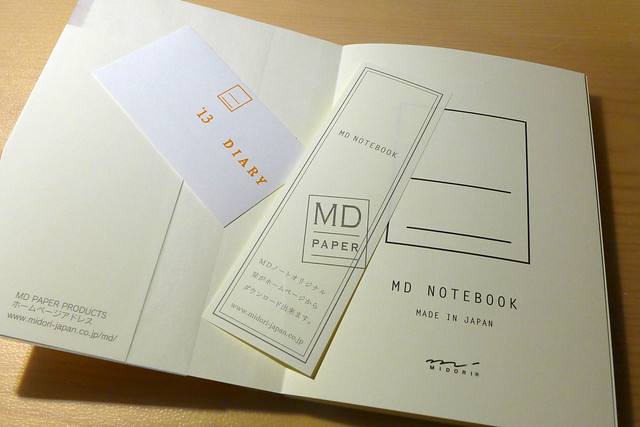 '13 DIARY
MD PAPER PRODUCTS
ホームページアドレス
www.midori-japan.co.jp/md/
MD NOTEBOOK
MD
PAPER
MDノートオリジナル
栞がホームページから
ダウンロード出来ます。
www.midori-japan.co.jp
MD NOTEBOOK
MADE IN JAPAN
MIDORI®